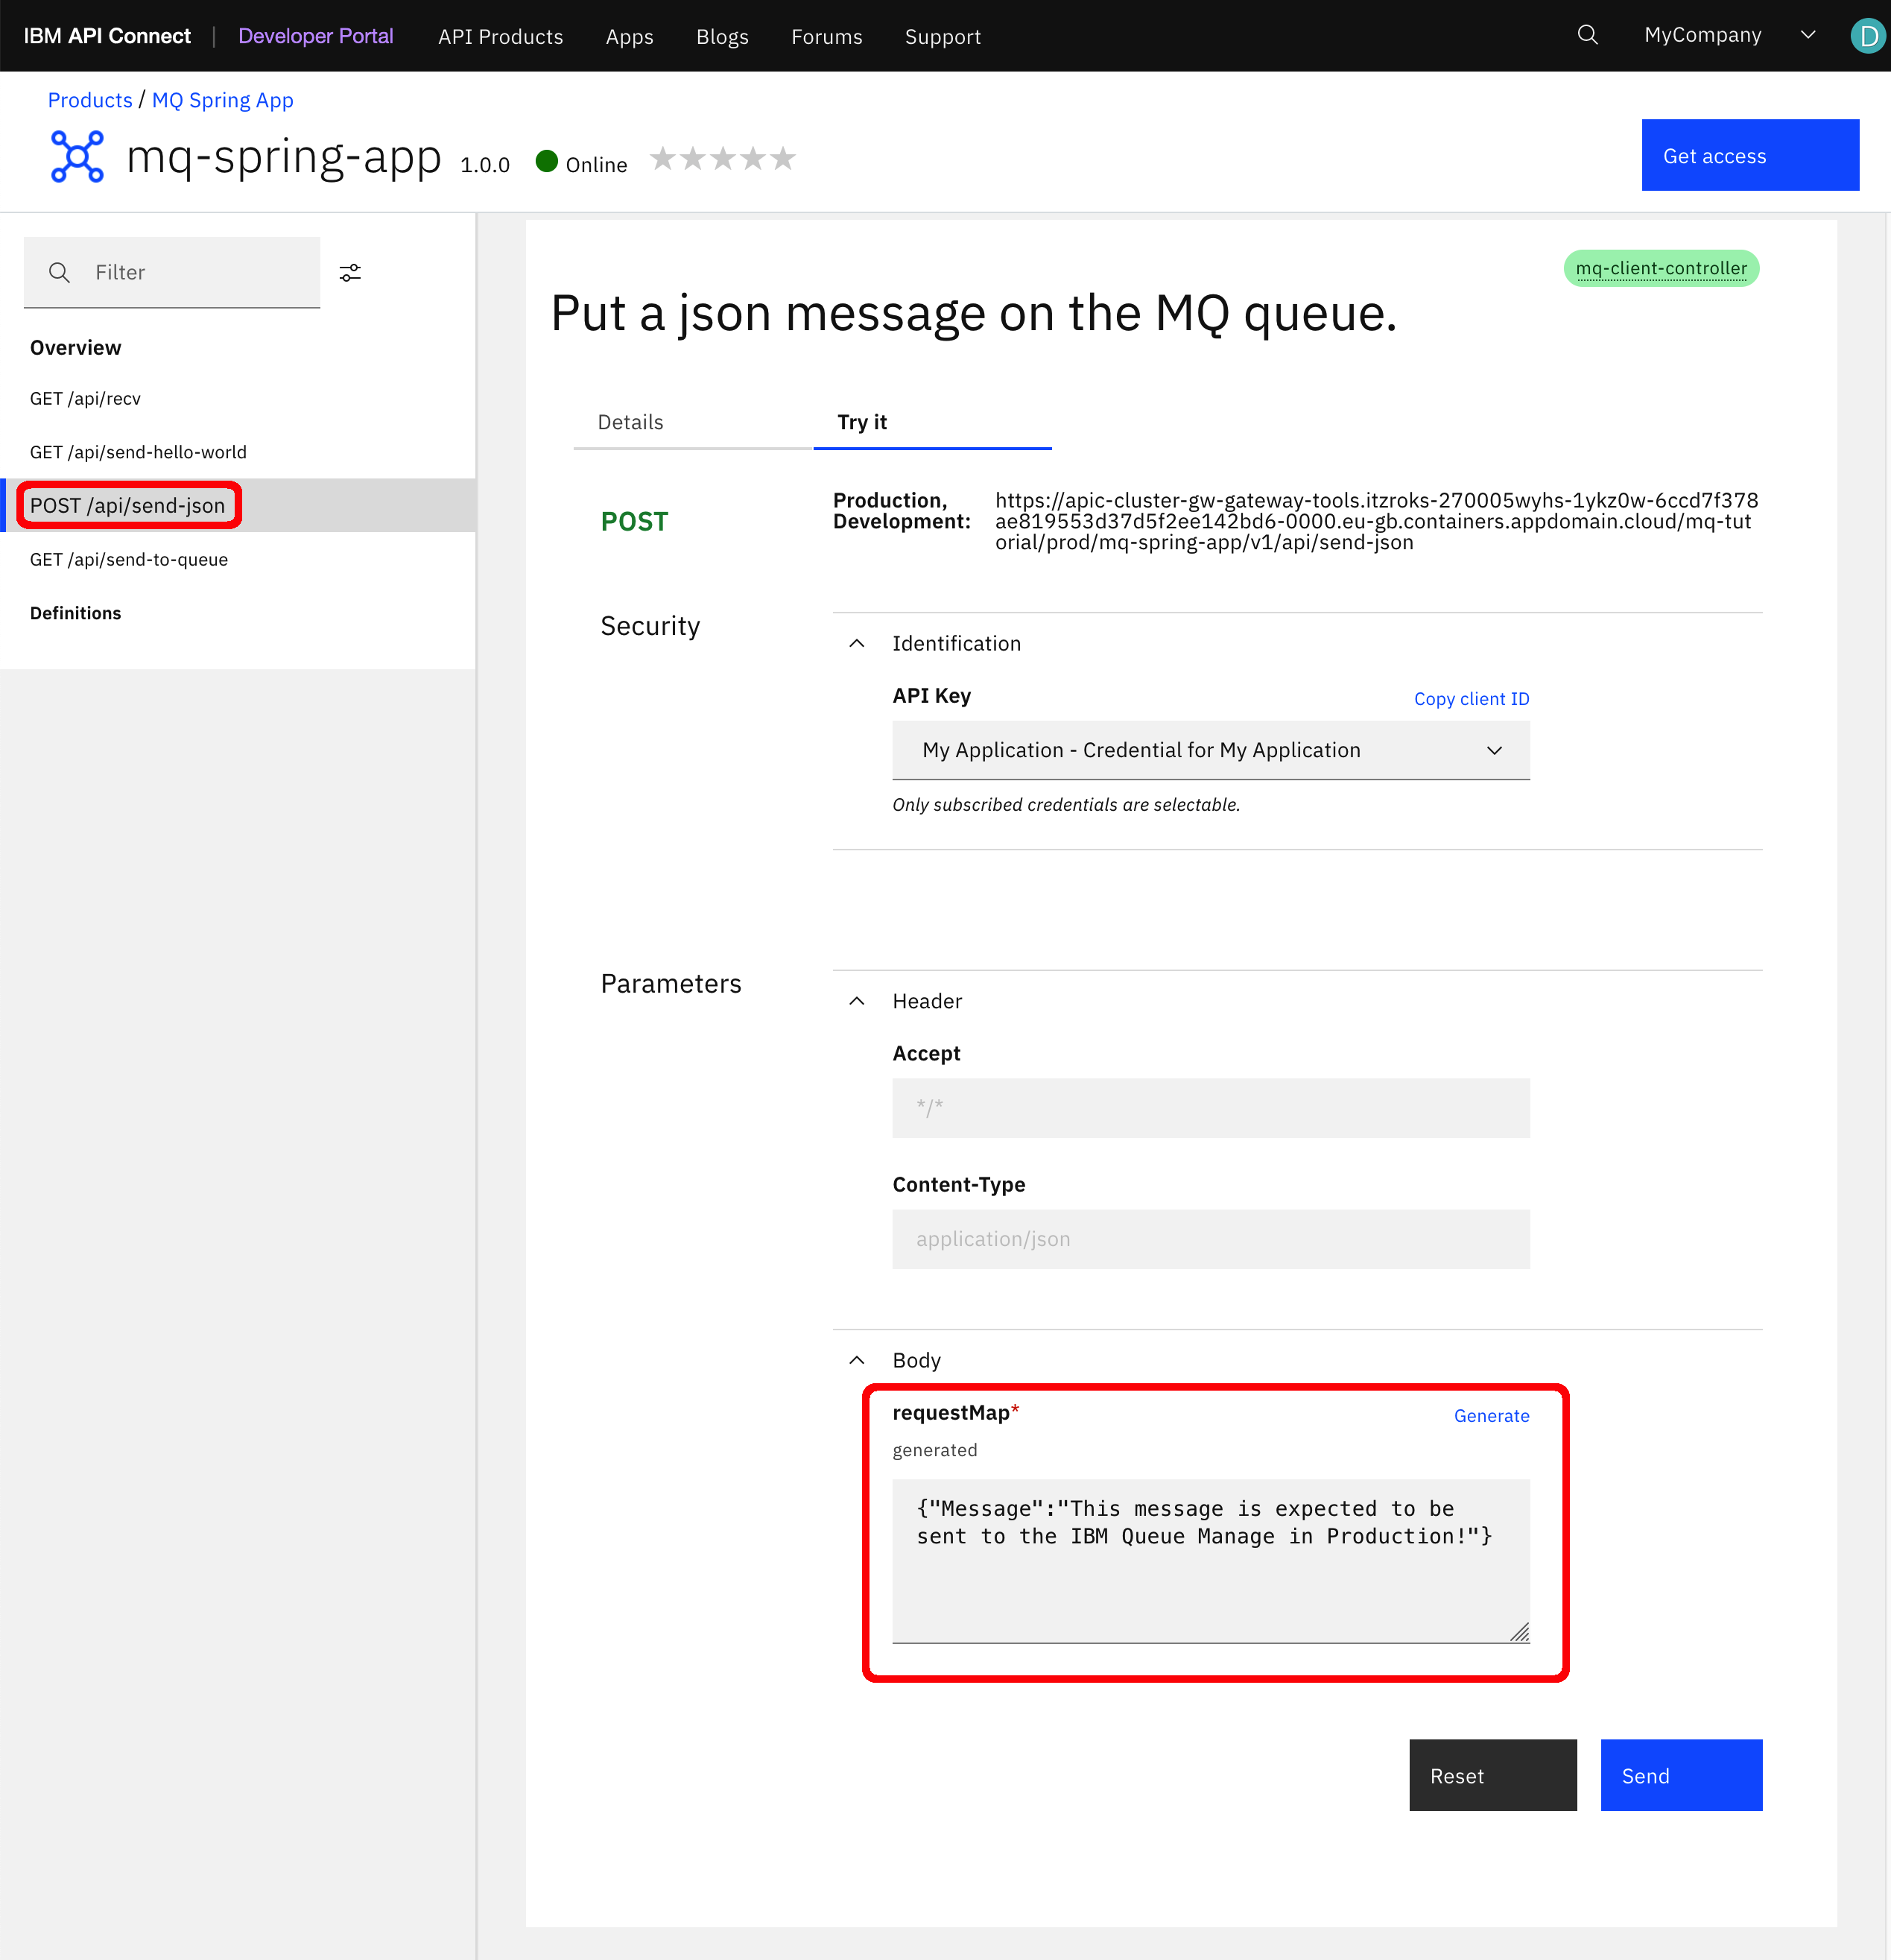 IBM API Connect | Developer Portal API Products Apps Blogs Forums Support MyCompany D
Products / MQ Spring App
mq-spring-app 1.0.0 Online
Get access
Filter
Overview
GET /api/recv
GET /api/send-hello-world
POST /api/send-json
GET /api/send-to-queue
Definitions
mq-client-controller
Put a json message on the MQ queue.
Details Try it
POST
Production,
Development:
https://apic-cluster-gw-gateway-tools.itzroks-270005wyhs-1ykz0w-6ccd7f378
ae819553d37d5f2ee142bd6-0000.eu-gb.containers.appdomain.cloud/mq-tut
orial/prod/mq-spring-app/v1/api/send-json
Security
Identification
API Key Copy client ID
My Application - Credential for My Application
Only subscribed credentials are selectable.
Parameters
Header
Accept
*/*
Content-Type
application/json
Body
requestMap* Generate
generated
{"Message":"This message is expected to be
sent to the IBM Queue Manage in Production!"}
Reset Send